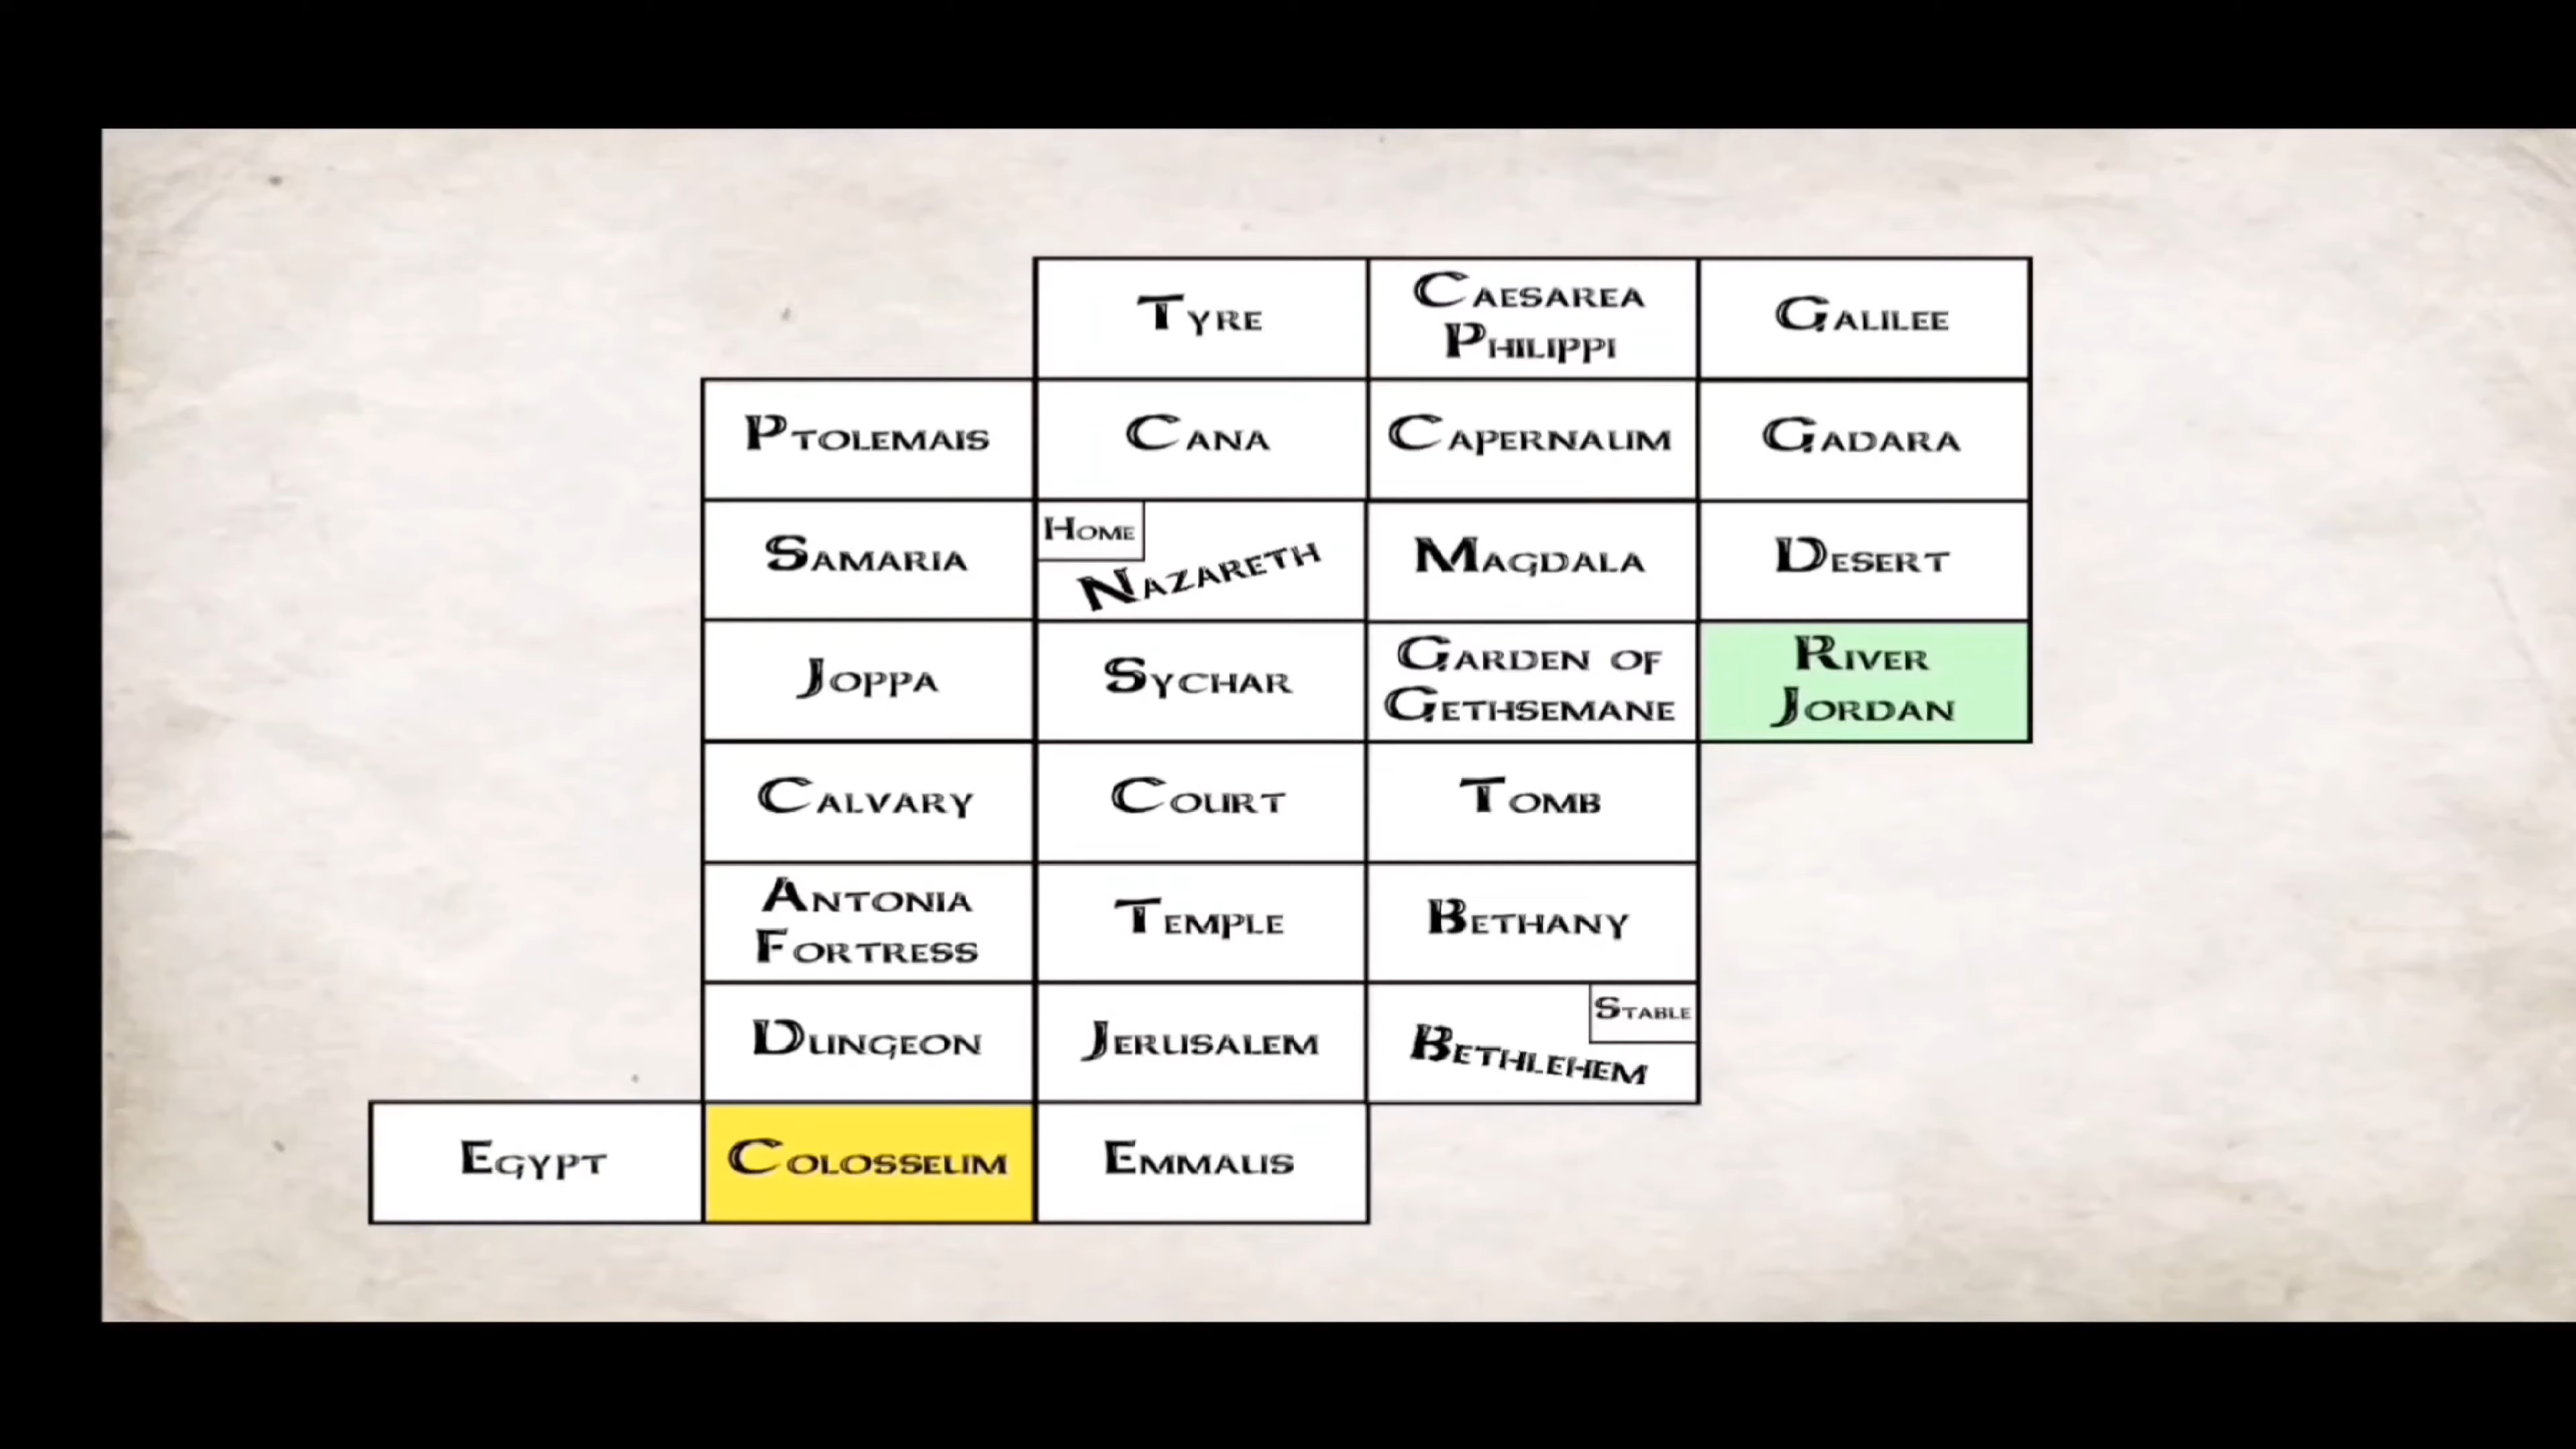 Tyre
Caesarea
Philippi
Galilee
Ptolemais
Cana
Capernaum
Gadara
Samaria
Home
Nazareth
Magdala
Desert
Joppa
Sychar
Garden of
Gethsemane
River
Jordan
Calvary
Court
Tomb
Antonia
Fortress
Temple
Bethany
Dungeon
Jerusalem
Stable
Bethlehem
Egypt
Colosseum
Emmaus